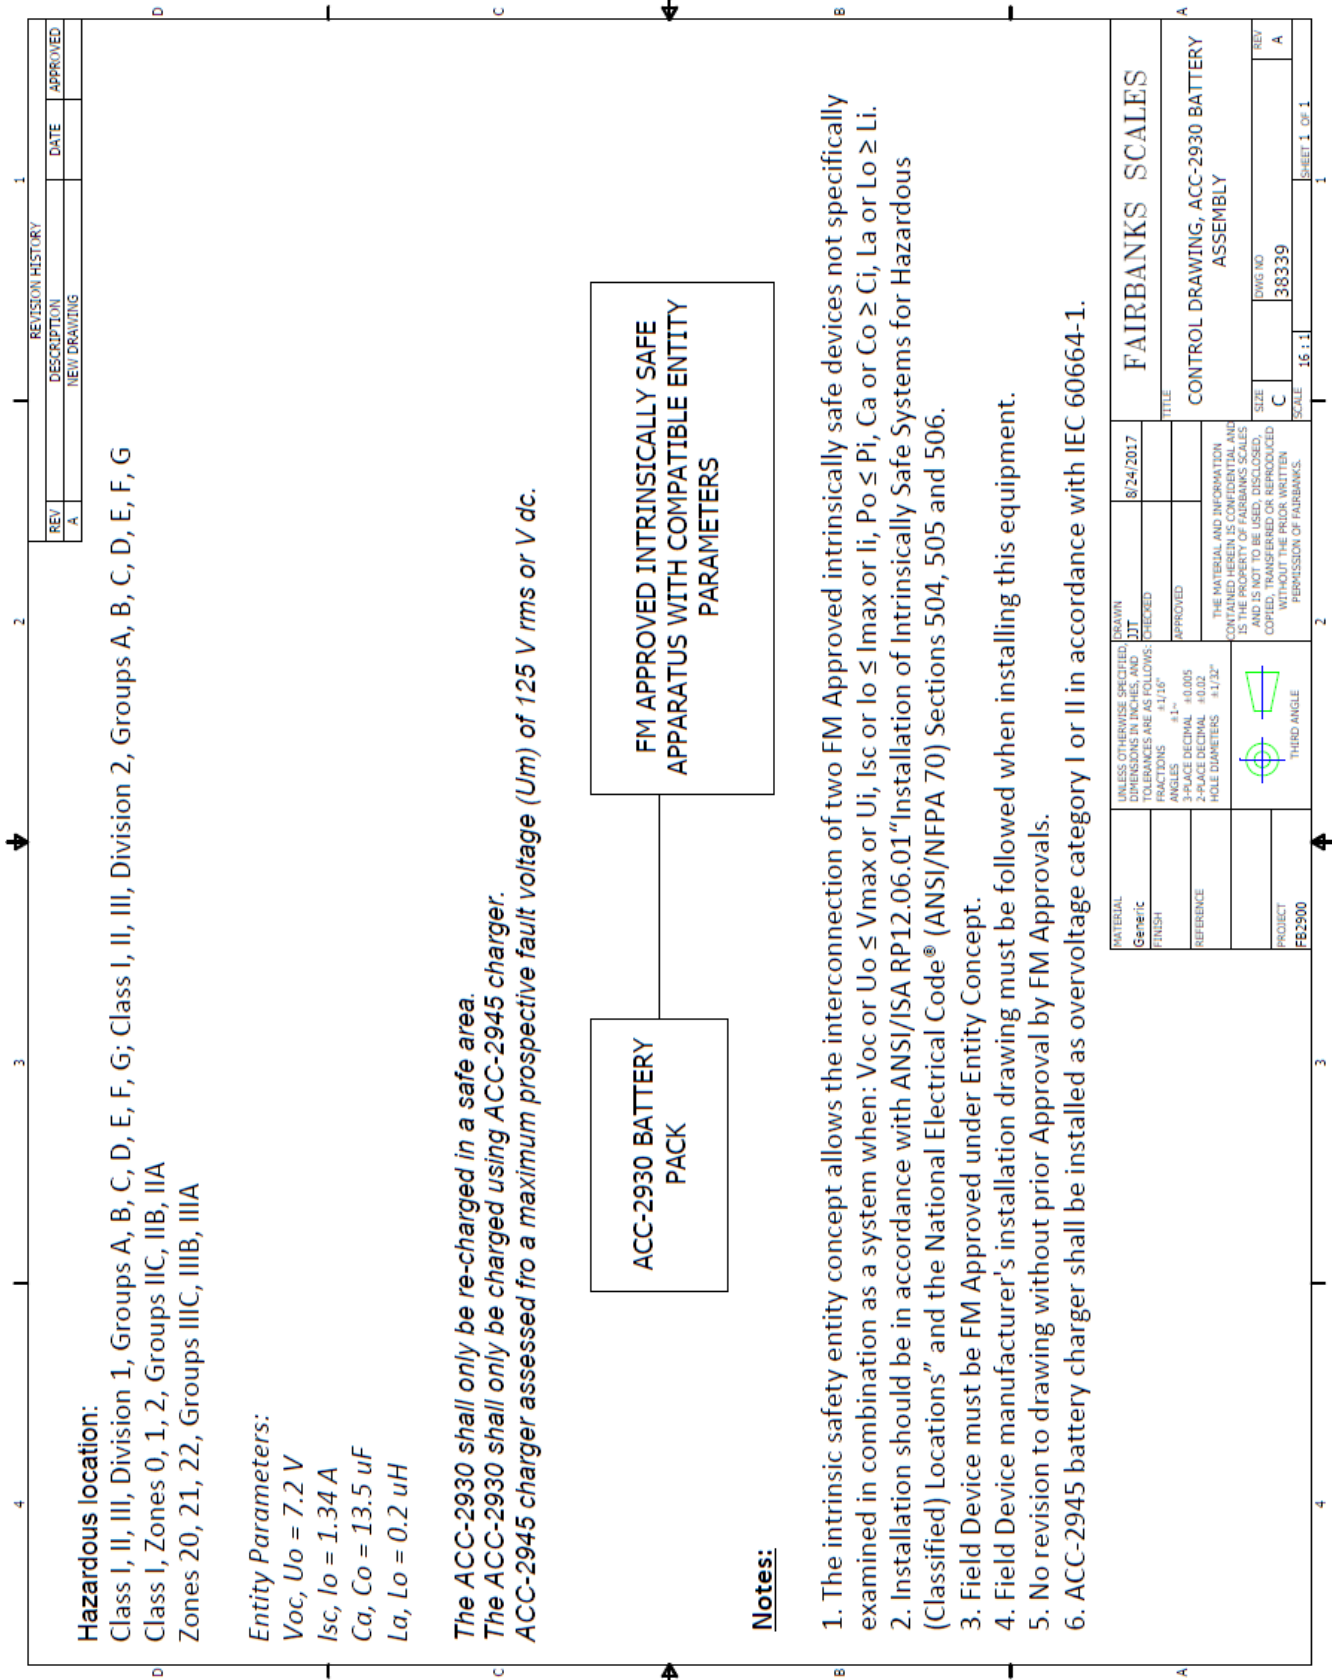 4
3
2
1
REVISION HISTORY
REV DESCRIPTION DATE APPROVED
A NEW DRAWING
D
D
Hazardous location:
Class I, II, III, Division 1, Groups A, B, C, D, E, F, G; Class I, II, III, Division 2, Groups A, B, C, D, E, F, G
Class I, Zones 0, 1, 2, Groups IIC, IIB, IIA
Zones 20, 21, 22, Groups IIIC, IIIB, IIIA
Entity Parameters:
Voc, Uo = 7.2 V
Isc, Io = 1.34 A
Ca, Co = 13.5 uF
La, Lo = 0.2 uH
C
C
The ACC-2930 shall only be re-charged in a safe area.
The ACC-2930 shall only be charged using ACC-2945 charger.
ACC-2945 charger assessed fro a maximum prospective fault voltage (Um) of 125 V rms or V dc.
ACC-2930 BATTERY
PACK
FM APPROVED INTRINSICALLY SAFE
APPARATUS WITH COMPATIBLE ENTITY
PARAMETERS
Notes:
B
B
1. The intrinsic safety entity concept allows the interconnection of two FM Approved intrinsically safe devices not specifically
examined in combination as a system when: Voc or Uo ≤ Vmax or Ui, Isc or Io ≤ Imax or Ii, Po ≤ Pi, Ca or Co ≥ Ci, La or Lo ≥ Li.
2. Installation should be in accordance with ANSI/ISA RP12.06.01 "Installation of Intrinsically Safe Systems for Hazardous
(Classified) Locations" and the National Electrical Code® (ANSI/NFPA 70) Sections 504, 505 and 506.
3. Field Device must be FM Approved under Entity Concept.
4. Field Device manufacturer's installation drawing must be followed when installing this equipment.
5. No revision to drawing without prior Approval by FM Approvals.
6. ACC-2945 battery charger shall be installed as overvoltage category I or II in accordance with IEC 60664-1.
A
A
MATERIAL
Generic
FINISH
REFERENCE
PROJECT
FB2900
UNLESS OTHERWISE SPECIFIED,
DIMENSIONS IN INCHES, AND
TOLERANCES ARE AS FOLLOWS:
FRACTIONS ±1/16"
ANGLES ±1~
3-PLACE DECIMAL ±0.005
2-PLACE DECIMAL ±0.02
HOLE DIAMETERS ±1/32"
THIRD ANGLE
DRAWN
JJT 8/24/2017
CHECKED
APPROVED
THE MATERIAL AND INFORMATION
CONTAINED HEREIN IS CONFIDENTIAL AND
IS THE PROPERTY OF FAIRBANKS SCALES
AND IS NOT TO BE USED, DISCLOSED,
COPIED, TRANSFERRED OR REPRODUCED
WITHOUT THE PRIOR WRITTEN
PERMISSION OF FAIRBANKS.
FAIRBANKS SCALES
TITLE
CONTROL DRAWING, ACC-2930 BATTERY
ASSEMBLY
SIZE DWG NO REV
C 38339 A
SCALE 16 : 1 SHEET 1 OF 1
4
3
2
1